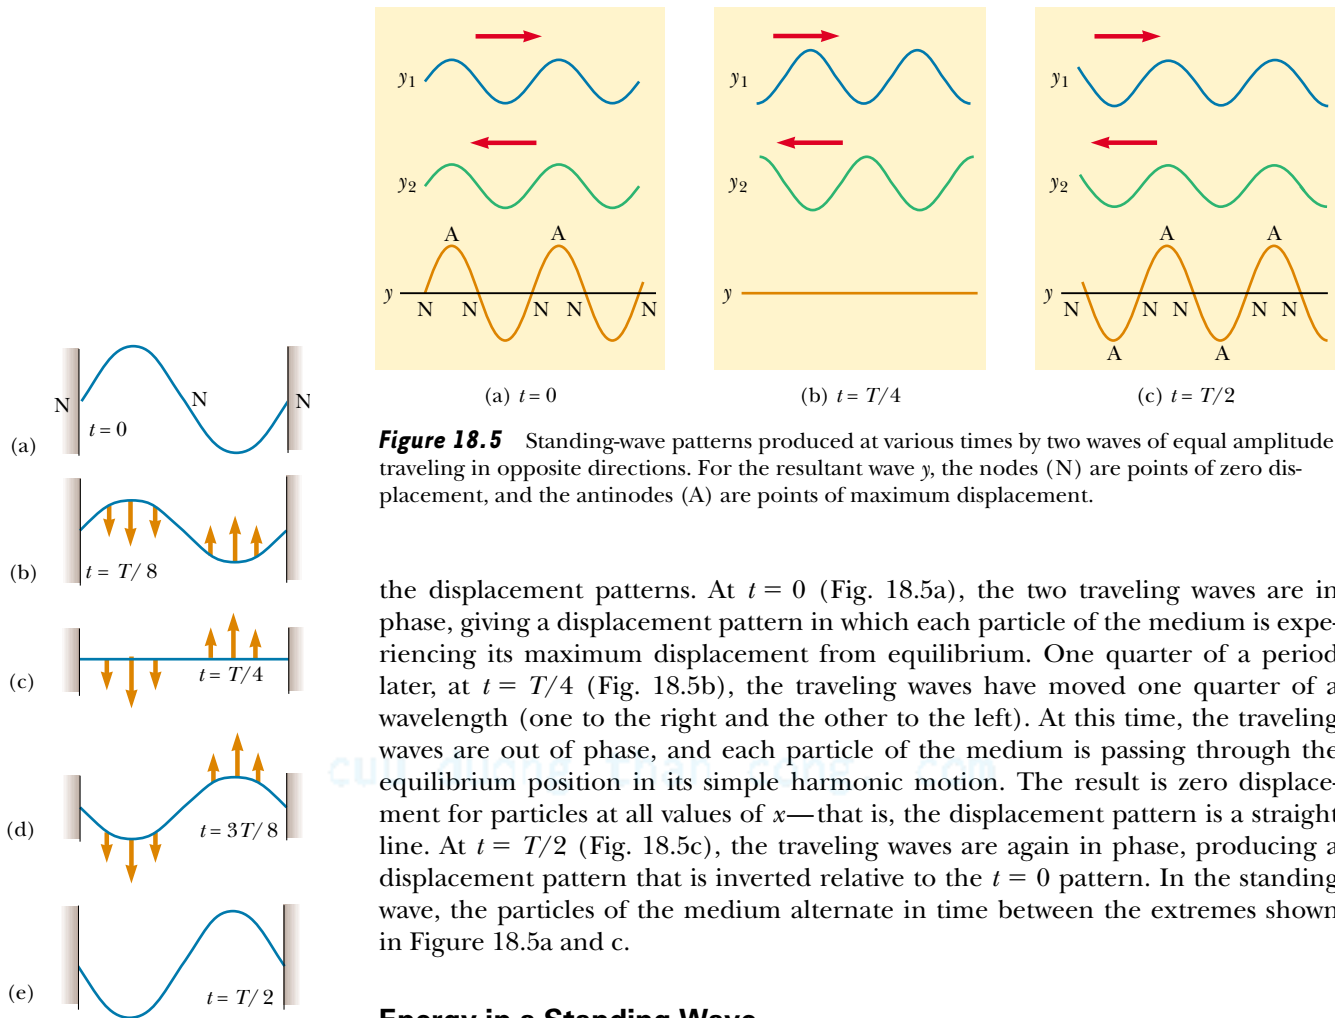 y1
y2
A A
y
N N N N N
(a) t = 0
y1
y2
(b) t = T/4
y1
y2
A A
y
N N N N N
A A
(c) t = T/2
Figure 18.5 Standing-wave patterns produced at various times by two waves of equal amplitude
traveling in opposite directions. For the resultant wave y, the nodes (N) are points of zero dis-
placement, and the antinodes (A) are points of maximum displacement.
N N N
t = 0
(a)
(b)
t = T/8
(c)
t = T/4
(d)
t = 3T/8
(e)
t = T/2
the displacement patterns. At t = 0 (Fig. 18.5a), the two traveling waves are in
phase, giving a displacement pattern in which each particle of the medium is expe-
riencing its maximum displacement from equilibrium. One quarter of a period
later, at t = T/4 (Fig. 18.5b), the traveling waves have moved one quarter of a
wavelength (one to the right and the other to the left). At this time, the traveling
waves are out of phase, and each particle of the medium is passing through the
equilibrium position in its simple harmonic motion. The result is zero displace-
ment for particles at all values of x—that is, the displacement pattern is a straight
line. At t = T/2 (Fig. 18.5c), the traveling waves are again in phase, producing a
displacement pattern that is inverted relative to the t = 0 pattern. In the standing
wave, the particles of the medium alternate in time between the extremes shown
in Figure 18.5a and c.
cuu duong than cong. com
Energy in a Standing Wave